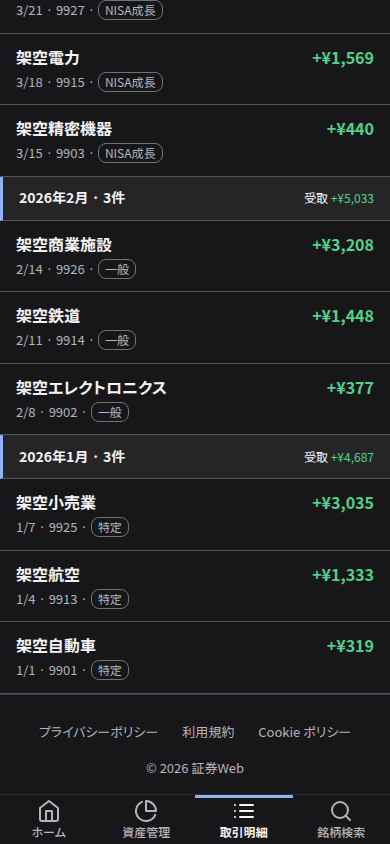 3/21・9927・ NISA成長
架空電力 +¥1,569
3/18・9915・ NISA成長
架空精密機器 +¥440
3/15・9903・ NISA成長
2026年2月・3件 受取 +¥5,033
架空商業施設 +¥3,208
2/14・9926・ 一般
架空鉄道 +¥1,448
2/11・9914・ 一般
架空エレクトロニクス +¥377
2/8・9902・ 一般
2026年1月・3件 受取 +¥4,687
架空小売業 +¥3,035
1/7・9925・ 特定
架空航空 +¥1,333
1/4・9913・ 特定
架空自動車 +¥319
1/1・9901・ 特定
プライバシーポリシー 利用規約 Cookie ポリシー
© 2026 証券Web
ホーム 資産管理 取引明細 銘柄検索